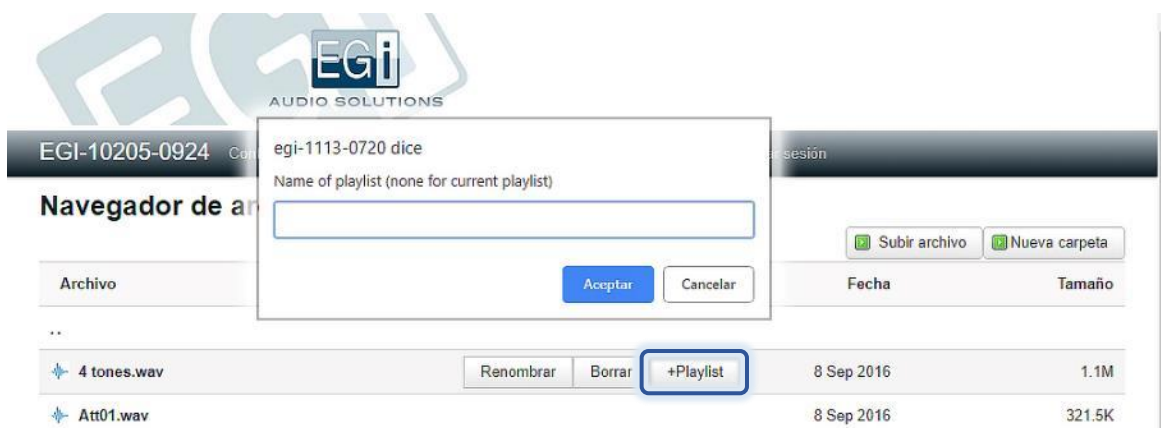 EGi
AUDIO SOLUTIONS
egi-1113-0720 dice
Name of playlist (none for current playlist)
Aceptar Cancelar
EGI-10205-0924 sesión
Navegador de
Subir archivo Nueva carpeta
Archivo Fecha Tamaño
..
4 tones.wav Renombrar Borrar +Playlist 8 Sep 2016 1.1M
Att01.wav 8 Sep 2016 321.5K